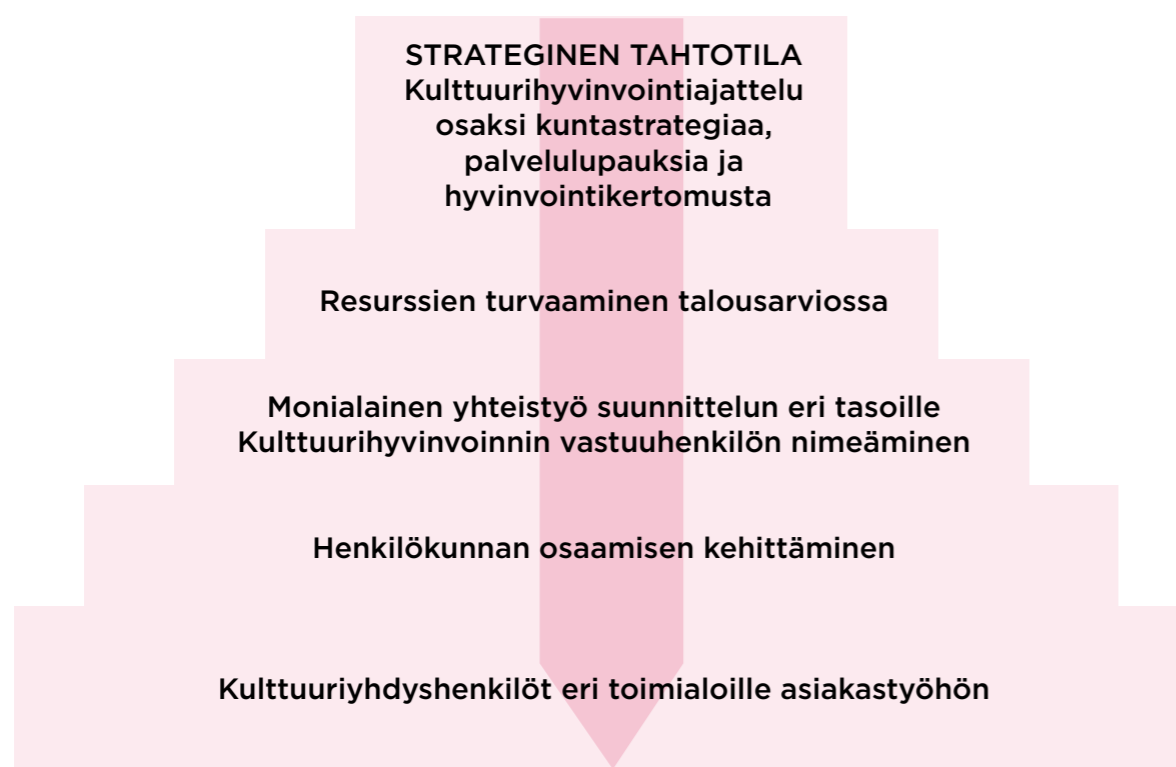 STRATEGINEN TAHTOTILA
Kulttuurihyvinvointiajattelu
osaksi kuntastrategiaa,
palvelulupauksia ja
hyvinvointikertomusta
Resurssien turvaaminen talousarviossa
Monialainen yhteistyö suunnittelun eri tasoille
Kulttuurihyvinvoinnin vastuuhenkilön nimeäminen
Henkilökunnan osaamisen kehittäminen
Kulttuuriyhdyshenkilöt eri toimialoille asiakastyöhön